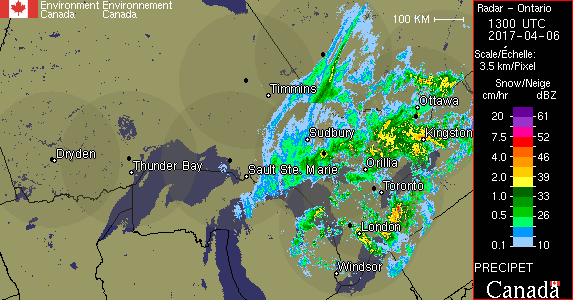 Environment Environnement
Canada Canada
100 KM
Timmins
Ottawa
Sudbury
Kingston
Dryden
Thunder Bay
Sault Ste. Marie
Orillia
Toronto
London
Windsor
Radar - Ontario
1300 UTC
2017-04-06
Scale/Échelle:
3.5 km/Pixel
Snow/Neige
cm/hr dBZ
20 61
7.5 52
4.0 46
2.0 39
1.0 33
0.5 26
0.1 10
PRECIPET
Canada